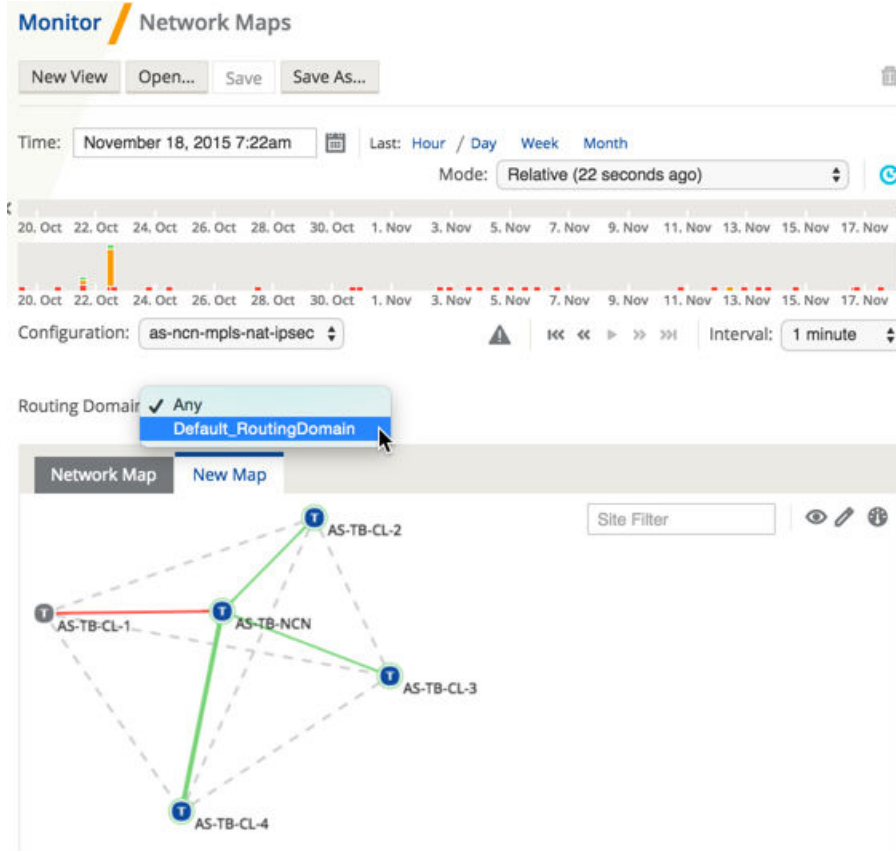 Monitor / Network Maps
New View Open... Save Save As...
Time: November 18, 2015 7:22am Last: Hour / Day Week Month
Mode: Relative (22 seconds ago)
20. Oct 22. Oct 24. Oct 26. Oct 28. Oct 30. Oct 1. Nov 3. Nov 5. Nov 7. Nov 9. Nov 11. Nov 13. Nov 15. Nov 17. Nov
20. Oct 22. Oct 24. Oct 26. Oct 28. Oct 30. Oct 1. Nov 3. Nov 5. Nov 7. Nov 9. Nov 11. Nov 13. Nov 15. Nov 17. Nov
Configuration: as-ncn-mpls-nat-ipsec Interval: 1 minute
Routing Domain ✓ Any
Default_RoutingDomain
Network Map New Map
Site Filter
T AS-TB-CL-2
T AS-TB-CL-1
T AS-TB-NCN
T AS-TB-CL-3
T AS-TB-CL-4